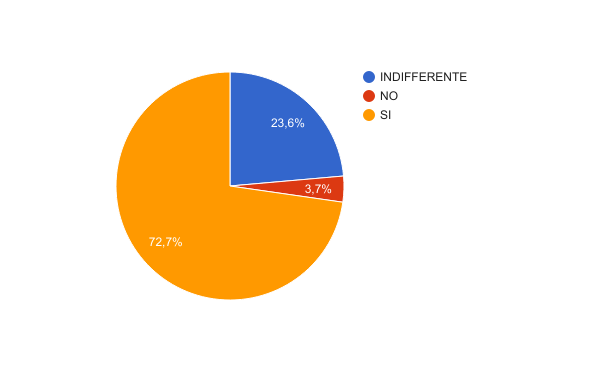 INDIFFERENTE
NO
SI
23,6%
3,7%
72,7%